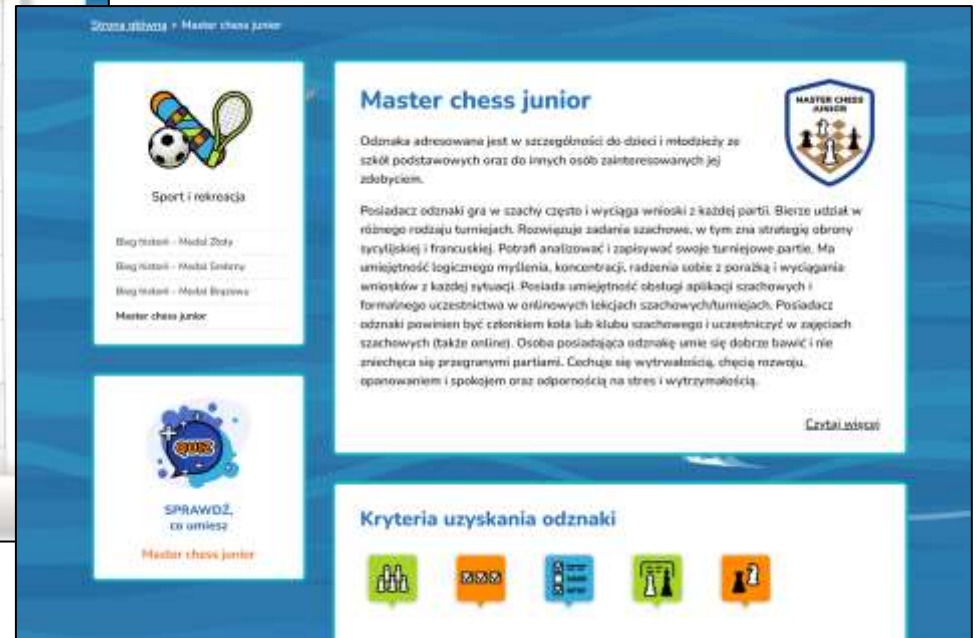 Strona główna > Master chess junior
Sport i rekreacja
Bieg historii - Medal Złoty
Bieg historii - Medal Srebrny
Bieg historii - Medal Brązowy
Master chess junior
QUIZ
SPRAWDŹ,
co umiesz
Master chess junior
Master chess junior
MASTER CHESS
JUNIOR
Odznaka adresowana jest w szczególności do dzieci i młodzieży ze
szkół podstawowych oraz do innych osób zainteresowanych jej
zdobyciem.
Posiadacz odznaki gra w szachy często i wyciąga wnioski z każdej partii. Bierze udział w
różnego rodzaju turniejach. Rozwiązuje zadania szachowe, w tym zna strategię obrony
sycylijskiej i francuskiej. Potrafi analizować i zapisywać swoje turniejowe partie. Ma
umiejętność logicznego myślenia, koncentracji, radzenia sobie z porażką i wyciągania
wniosków z każdej sytuacji. Posiada umiejętność obsługi aplikacji szachowych i
formalnego uczestnictwa w onlinowych lekcjach szachowych/turniejach. Posiadacz
odznaki powinien być członkiem koła lub klubu szachowego i uczestniczyć w zajęciach
szachowych (także online). Osoba posiadająca odznakę umie się dobrze bawić i nie
zniechęca się przegranymi partiami. Cechuje się wytrwałością, chęcią rozwoju,
opanowaniem i spokojem oraz odpornością na stres i wytrzymałością.
Czytaj więcej
Kryteria uzyskania odznaki